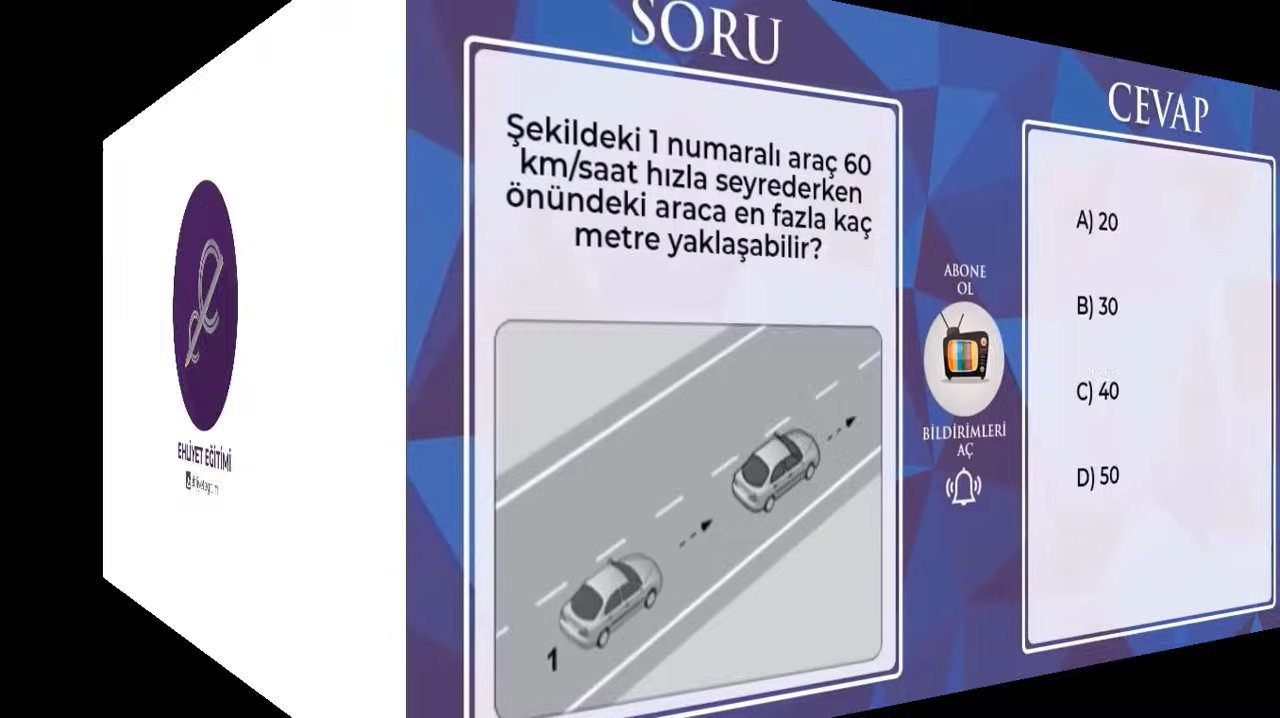 EHLİYET EĞİTİMİ
SORU
Şekildeki 1 numaralı araç 60
km/saat hızla seyrederken
önündeki araca en fazla kaç
metre yaklaşabilir?
1
ABONE
OL
BİLDİRİMLERİ
AÇ
CEVAP
A) 20
B) 30
C) 40
D) 50